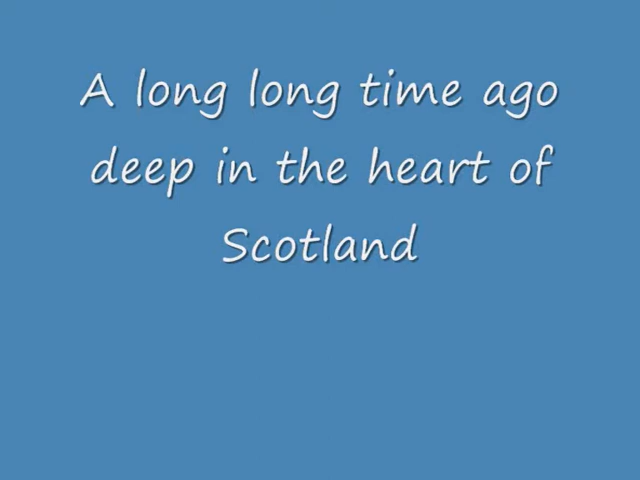 A long long time ago
deep in the heart of
Scotland